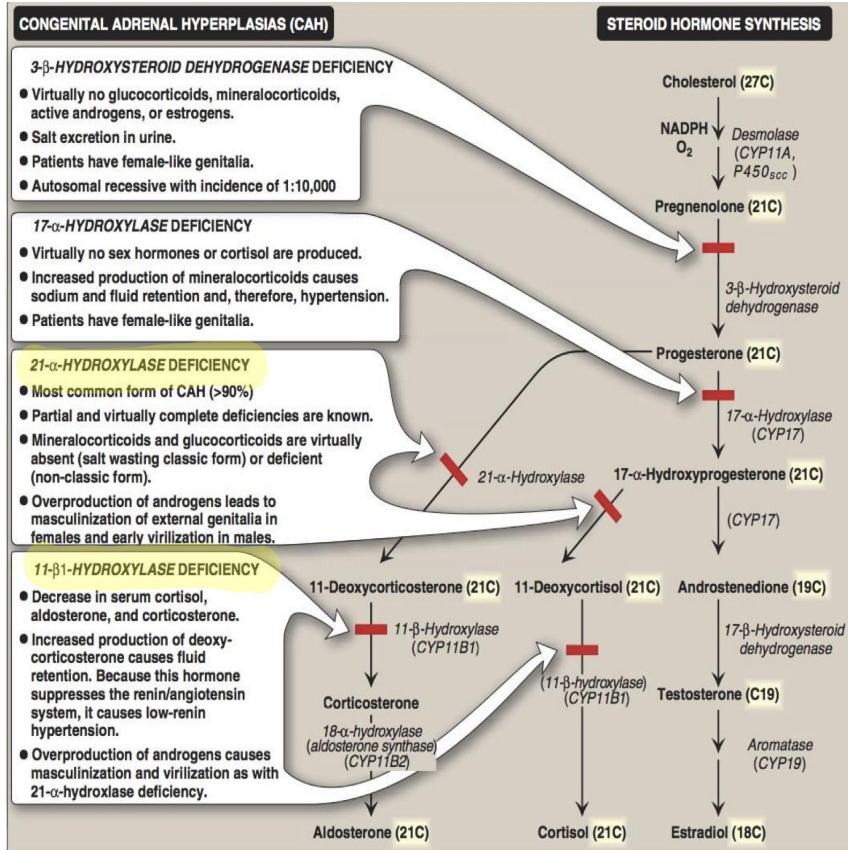 CONGENITAL ADRENAL HYPERPLASIAS (CAH)
3-β-HYDROXYSTEROID DEHYDROGENASE DEFICIENCY
● Virtually no glucocorticoids, mineralocorticoids,
active androgens, or estrogens.
● Salt excretion in urine.
● Patients have female-like genitalia.
● Autosomal recessive with incidence of 1:10,000
17-α-HYDROXYLASE DEFICIENCY
● Virtually no sex hormones or cortisol are produced.
● Increased production of mineralocorticoids causes
sodium and fluid retention and, therefore, hypertension.
● Patients have female-like genitalia.
21-α-HYDROXYLASE DEFICIENCY
● Most common form of CAH (>90%)
● Partial and virtually complete deficiencies are known.
● Mineralocorticoids and glucocorticoids are virtually
absent (salt wasting classic form) or deficient
(non-classic form).
● Overproduction of androgens leads to
masculinization of external genitalia in
females and early virilization in males.
11-β1-HYDROXYLASE DEFICIENCY
● Decrease in serum cortisol,
aldosterone, and corticosterone.
● Increased production of deoxy-
corticosterone causes fluid
retention. Because this hormone
suppresses the renin/angiotensin
system, it causes low-renin
hypertension.
● Overproduction of androgens causes
masculinization and virilization as with
21-α-hydroxlase deficiency.
STEROID HORMONE SYNTHESIS
Cholesterol (27C)
NADPH
O₂
Desmolase
(CYP11A,
P450scc )
Pregnenolone (21C)
3-β-Hydroxysteroid
dehydrogenase
Progesterone (21C)
17-α-Hydroxylase
(CYP17)
21-α-Hydroxylase
17-α-Hydroxyprogesterone (21C)
(CYP17)
11-Deoxycorticosterone (21C)
11-Deoxycortisol (21C)
Androstenedione (19C)
11-β-Hydroxylase
(CYP11B1)
(11-β-hydroxylase)
(CYP11B1)
17-β-Hydroxysteroid
dehydrogenase
Corticosterone
Testosterone (C19)
18-α-hydroxylase
(aldosterone synthase)
(CYP11B2)
Aromatase
(CYP19)
Aldosterone (21C)
Cortisol (21C)
Estradiol (18C)